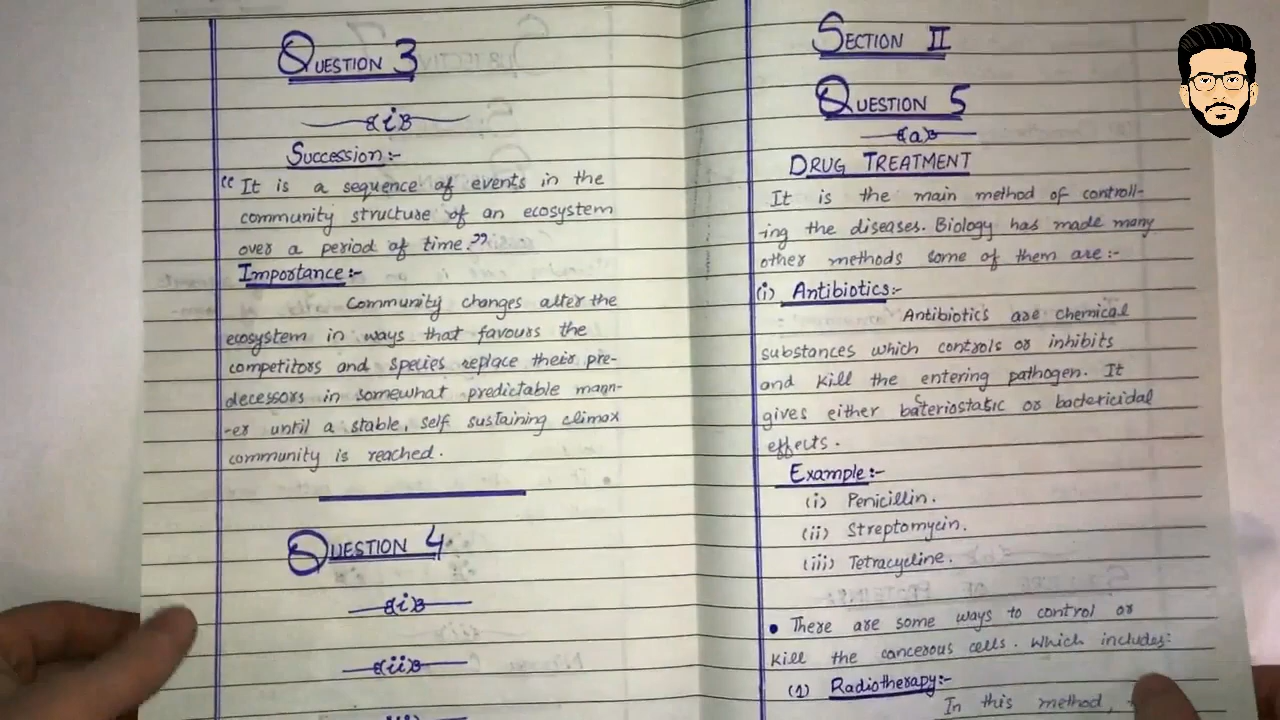 QUESTION 3
(i)
Succession:-
"It is a sequence of events in the
community structure of an ecosystem
over a period of time."
Importance:-
Community changes alter the
ecosystem in ways that favours the
competitors and species replace their pre-
decessors in somewhat predictable mann-
-er until a stable, self sustaining climax
community is reached.
QUESTION 4
(i)
(ii)
SECTION II
QUESTION 5
(a)
DRUG TREATMENT
It is the main method of controll-
-ing the diseases. Biology has made many
other methods some of them are:-
(i) Antibiotics:-
Antibiotics are chemical
substances which controls or inhibits
and kill the entering pathogen. It
gives either bateriostatic or bactericidal
effects.
Example:-
(i) Penicillin.
(ii) Streptomycin.
(iii) Tetracycline.
• There are some ways to control or
kill the cancerous cells. Which includes:
(1) Radiotherapy:-
In this method,